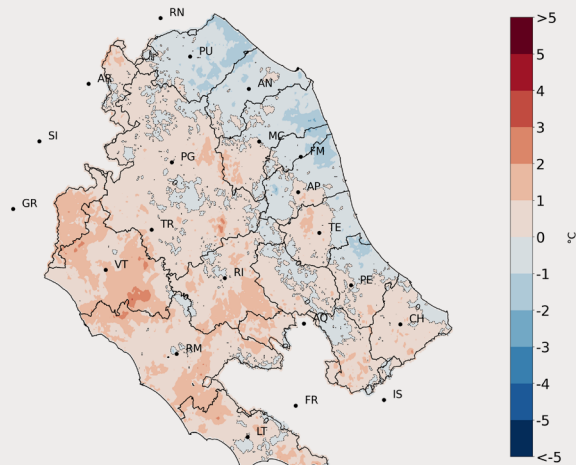 RN
>5
PU
5
AR
AN
4
SI
MC
3
PG
FM
2
AP
1
GR
TR
TE
0
°C
VT
RI
PE
-1
AQ
CH
-2
RM
-3
FR
IS
-4
LT
-5
<-5